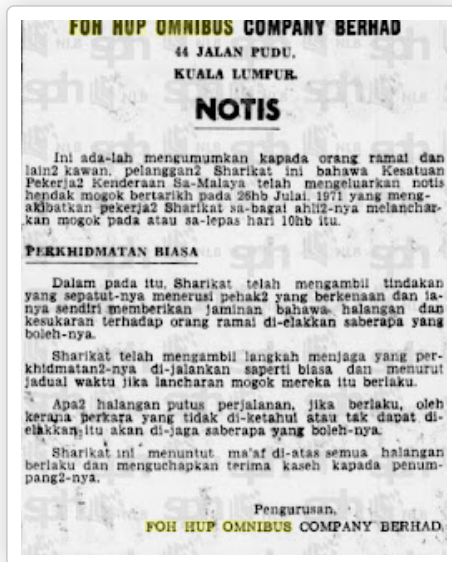 FOH HUP OMNIBUS COMPANY BERHAD
44 JALAN PUDU,
KUALA LUMPUR.
NOTIS
Ini ada-lah mengumumkan kapada orang ramai dan
lain2 kawan, pelanggan2 Sharikat ini bahawa Kesatuan
Pekerja2 Kenderaan Sa-Malaya telah mengeluarkan notis
hendak mogok bertarikh pada 26hb Julai, 1971 yang meng-
akibatkan pekerja2 Sharikat sa-bagai ahli2-nya melanchar-
kan mogok pada atau sa-lepas hari 10hb itu.
PERKHIDMATAN BIASA
Dalam pada itu, Sharikat telah mengambil tindakan
yang sepatut-nya menerusi pehak2 yang berkenaan dan ia-
nya sendiri memberikan jaminan bahawa halangan dan
kesukaran terhadap orang ramai di-elakkan saberapa yang
boleh-nya.
Sharikat telah mengambil langkah menjaga yang per-
khidmatan2-nya di-jalankan saperti biasa dan menurut
jadual waktu jika lancharan mogok mereka itu berlaku.
Apa2 halangan putus perjalanan, jika berlaku, oleh
kerana perkara yang tidak di-ketahui atau tak dapat di-
elakkan, itu akan di-jaga saberapa yang boleh-nya.
Sharikat ini menuntut ma'af di-atas semua halangan
berlaku dan menguchapkan terima kaseh kapada penum-
pang2-nya.
Pengurusan,
FOH HUP OMNIBUS COMPANY BERHAD.
sph NLB